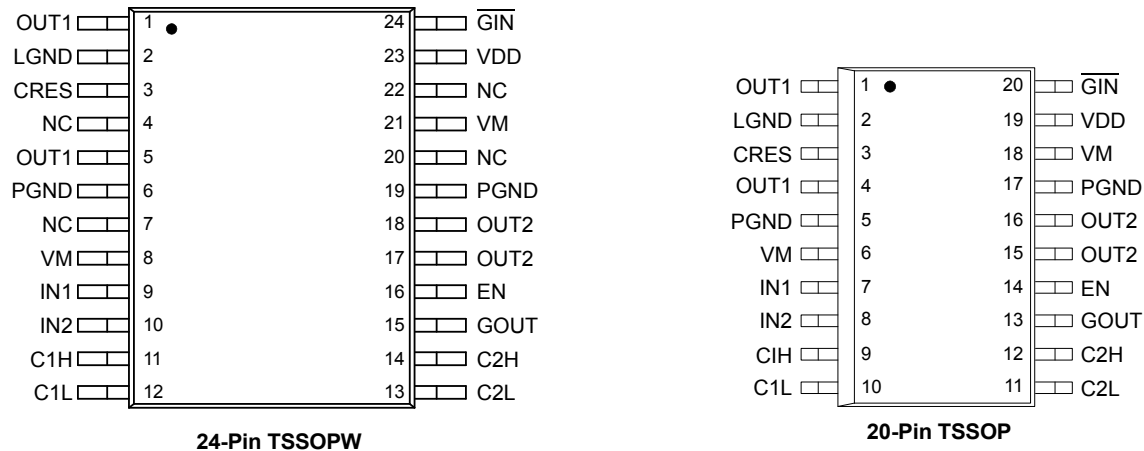 OUT1 1 24 GIN
LGND 2 23 VDD
CRES 3 22 NC
NC 4 21 VM
OUT1 5 20 NC
PGND 6 19 PGND
NC 7 18 OUT2
VM 8 17 OUT2
IN1 9 16 EN
IN2 10 15 GOUT
C1H 11 14 C2H
C1L 12 13 C2L
24-Pin TSSOPW
OUT1 1 20 GIN
LGND 2 19 VDD
CRES 3 18 VM
OUT1 4 17 PGND
PGND 5 16 OUT2
VM 6 15 OUT2
IN1 7 14 EN
IN2 8 13 GOUT
CIH 9 12 C2H
C1L 10 11 C2L
20-Pin TSSOP